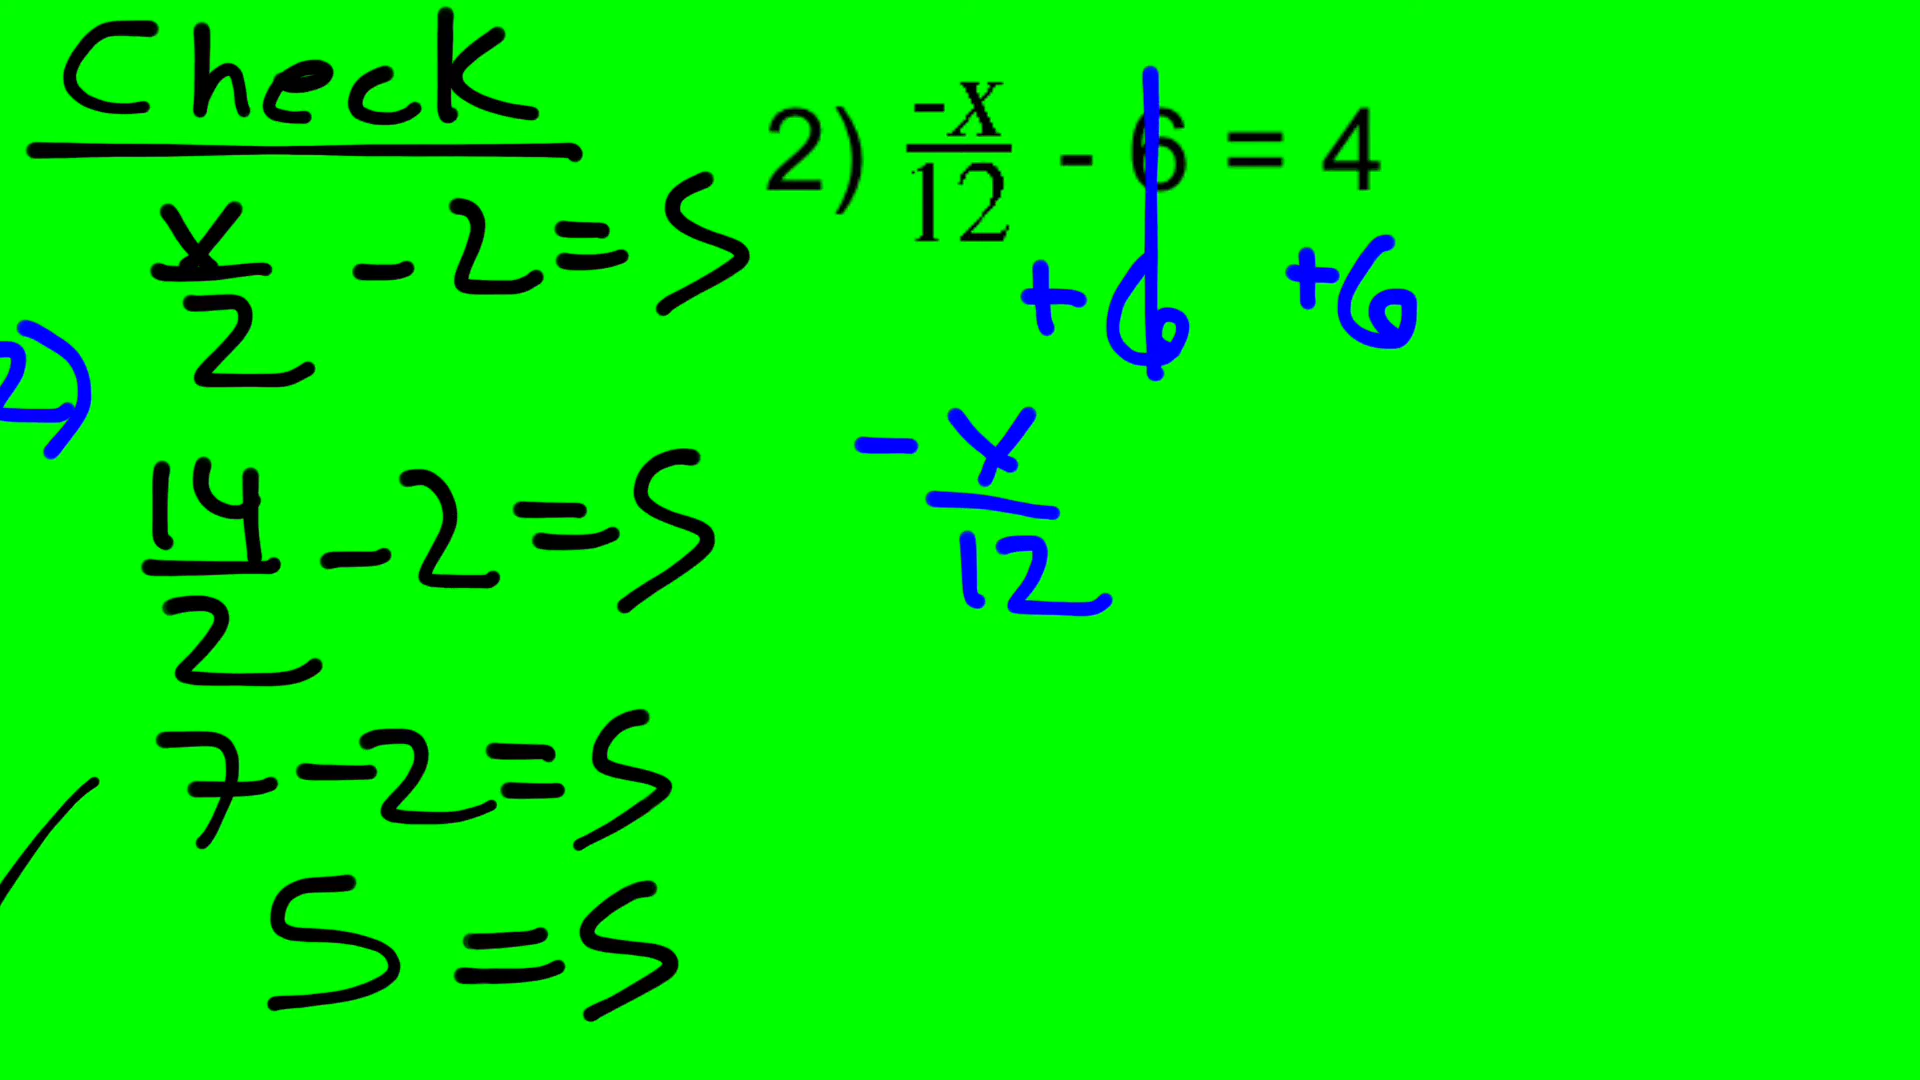 Check
x/2 - 2 = 5
2)
14/2 - 2 = 5
7 - 2 = 5
5 = 5
2) -x/12 - 6 = 4
+6 +6
-x/12